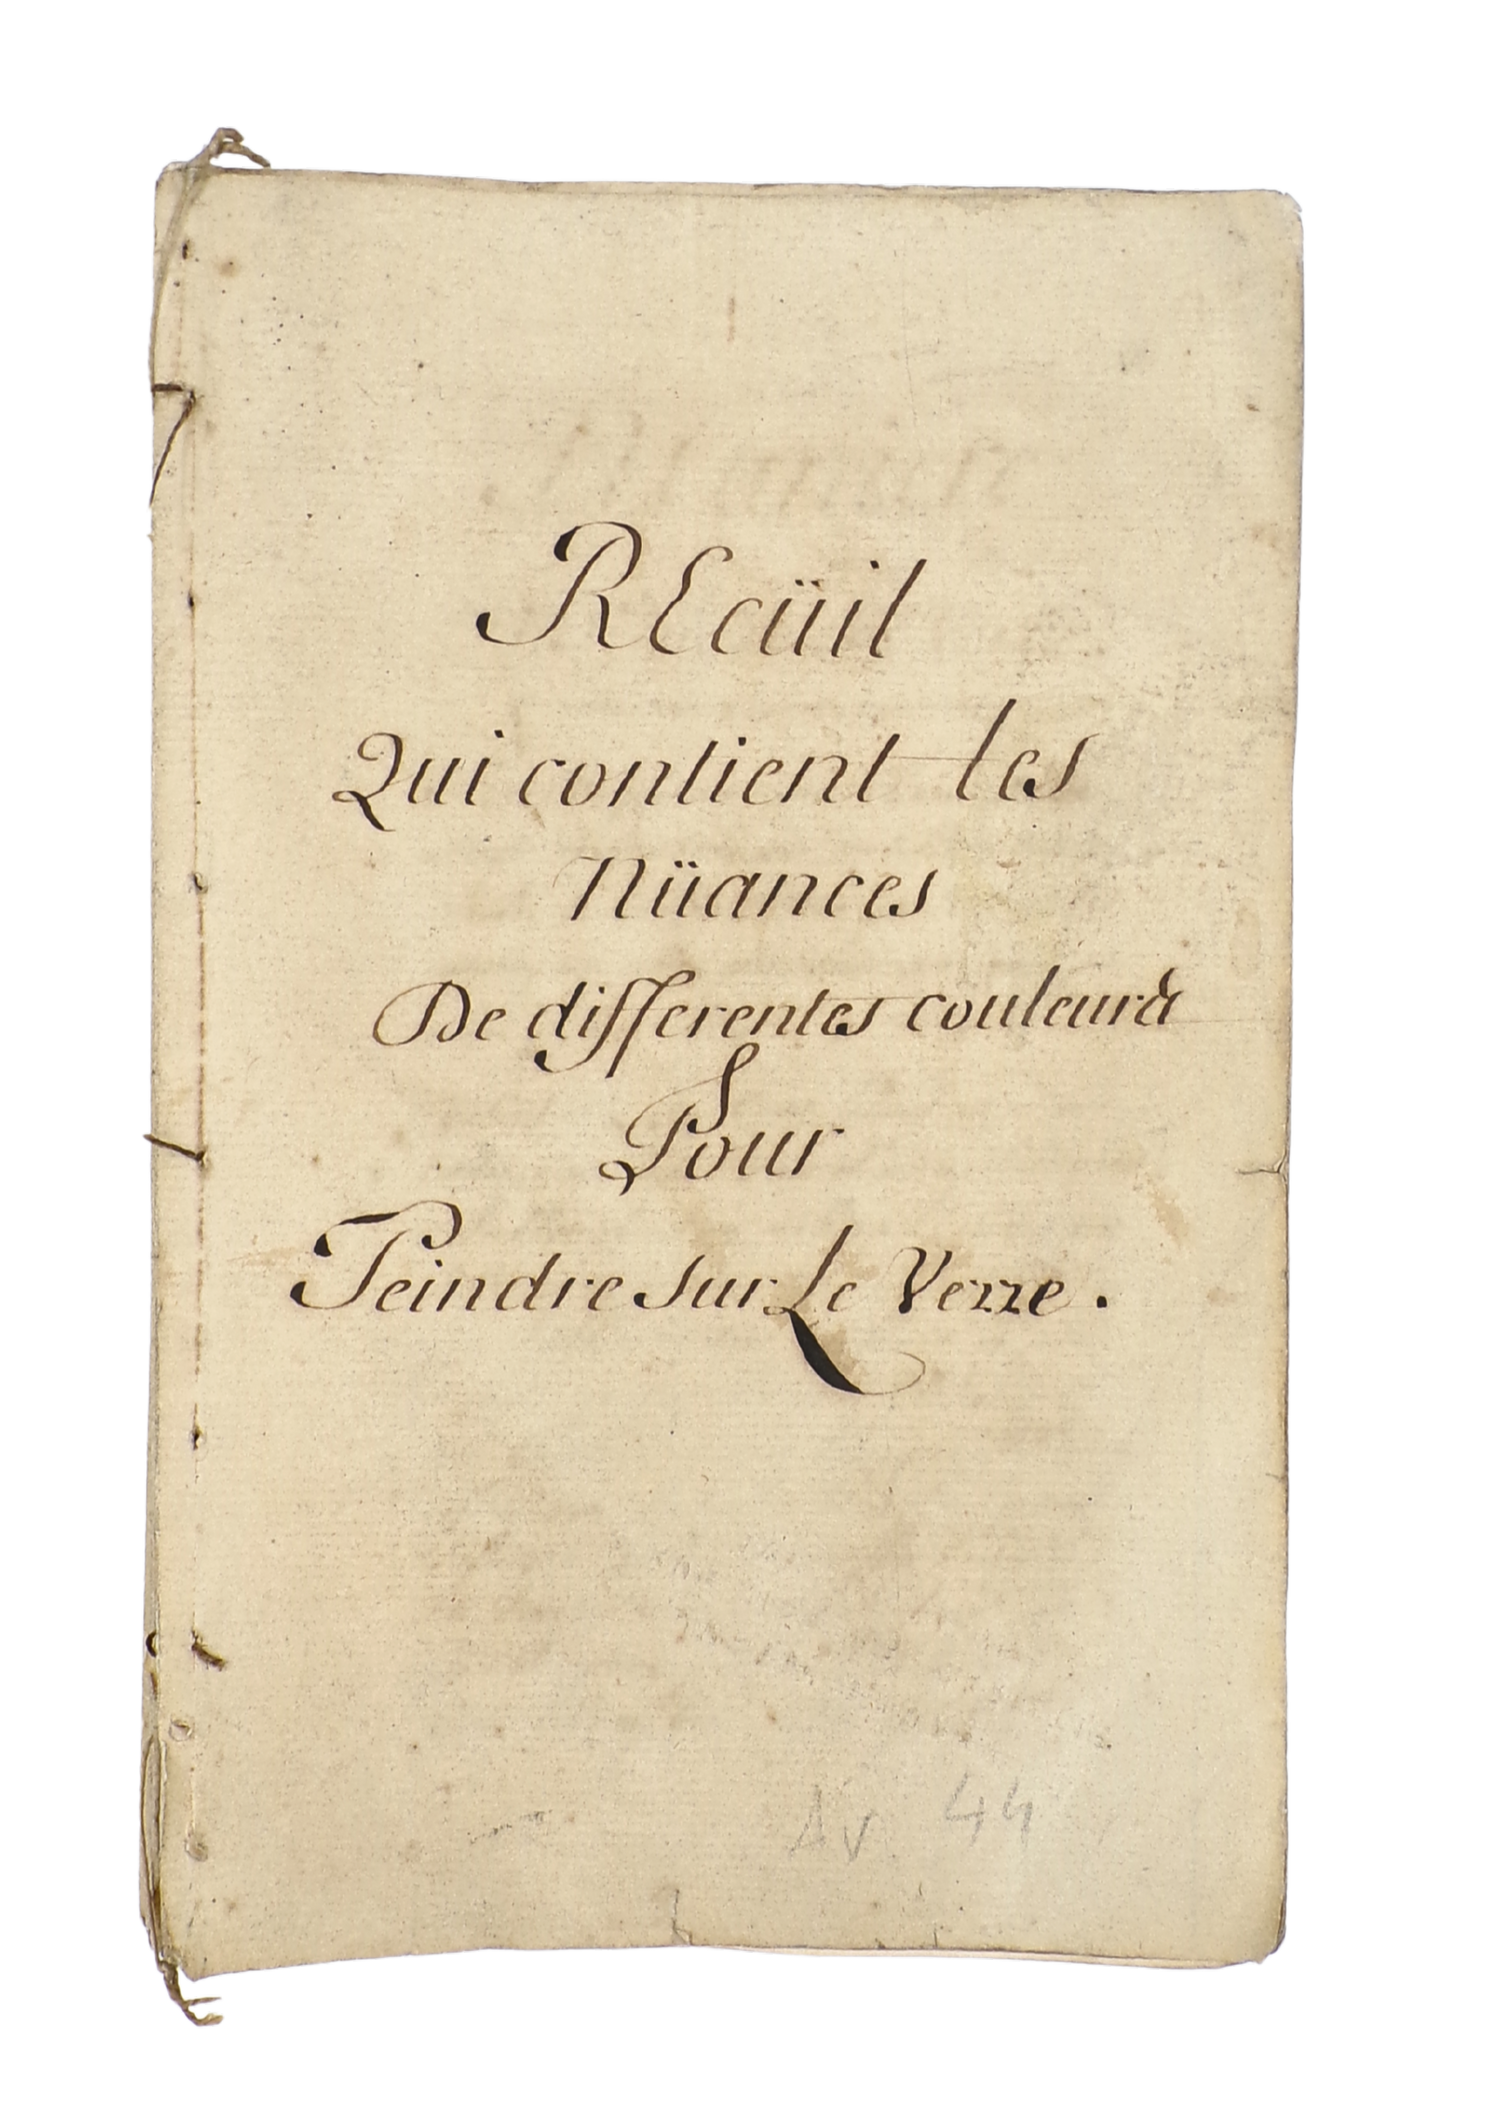 REcüil
Qui contient les
nüances
De differentes couleurs
Pour
Peindre sur Le Verre.
Av 44